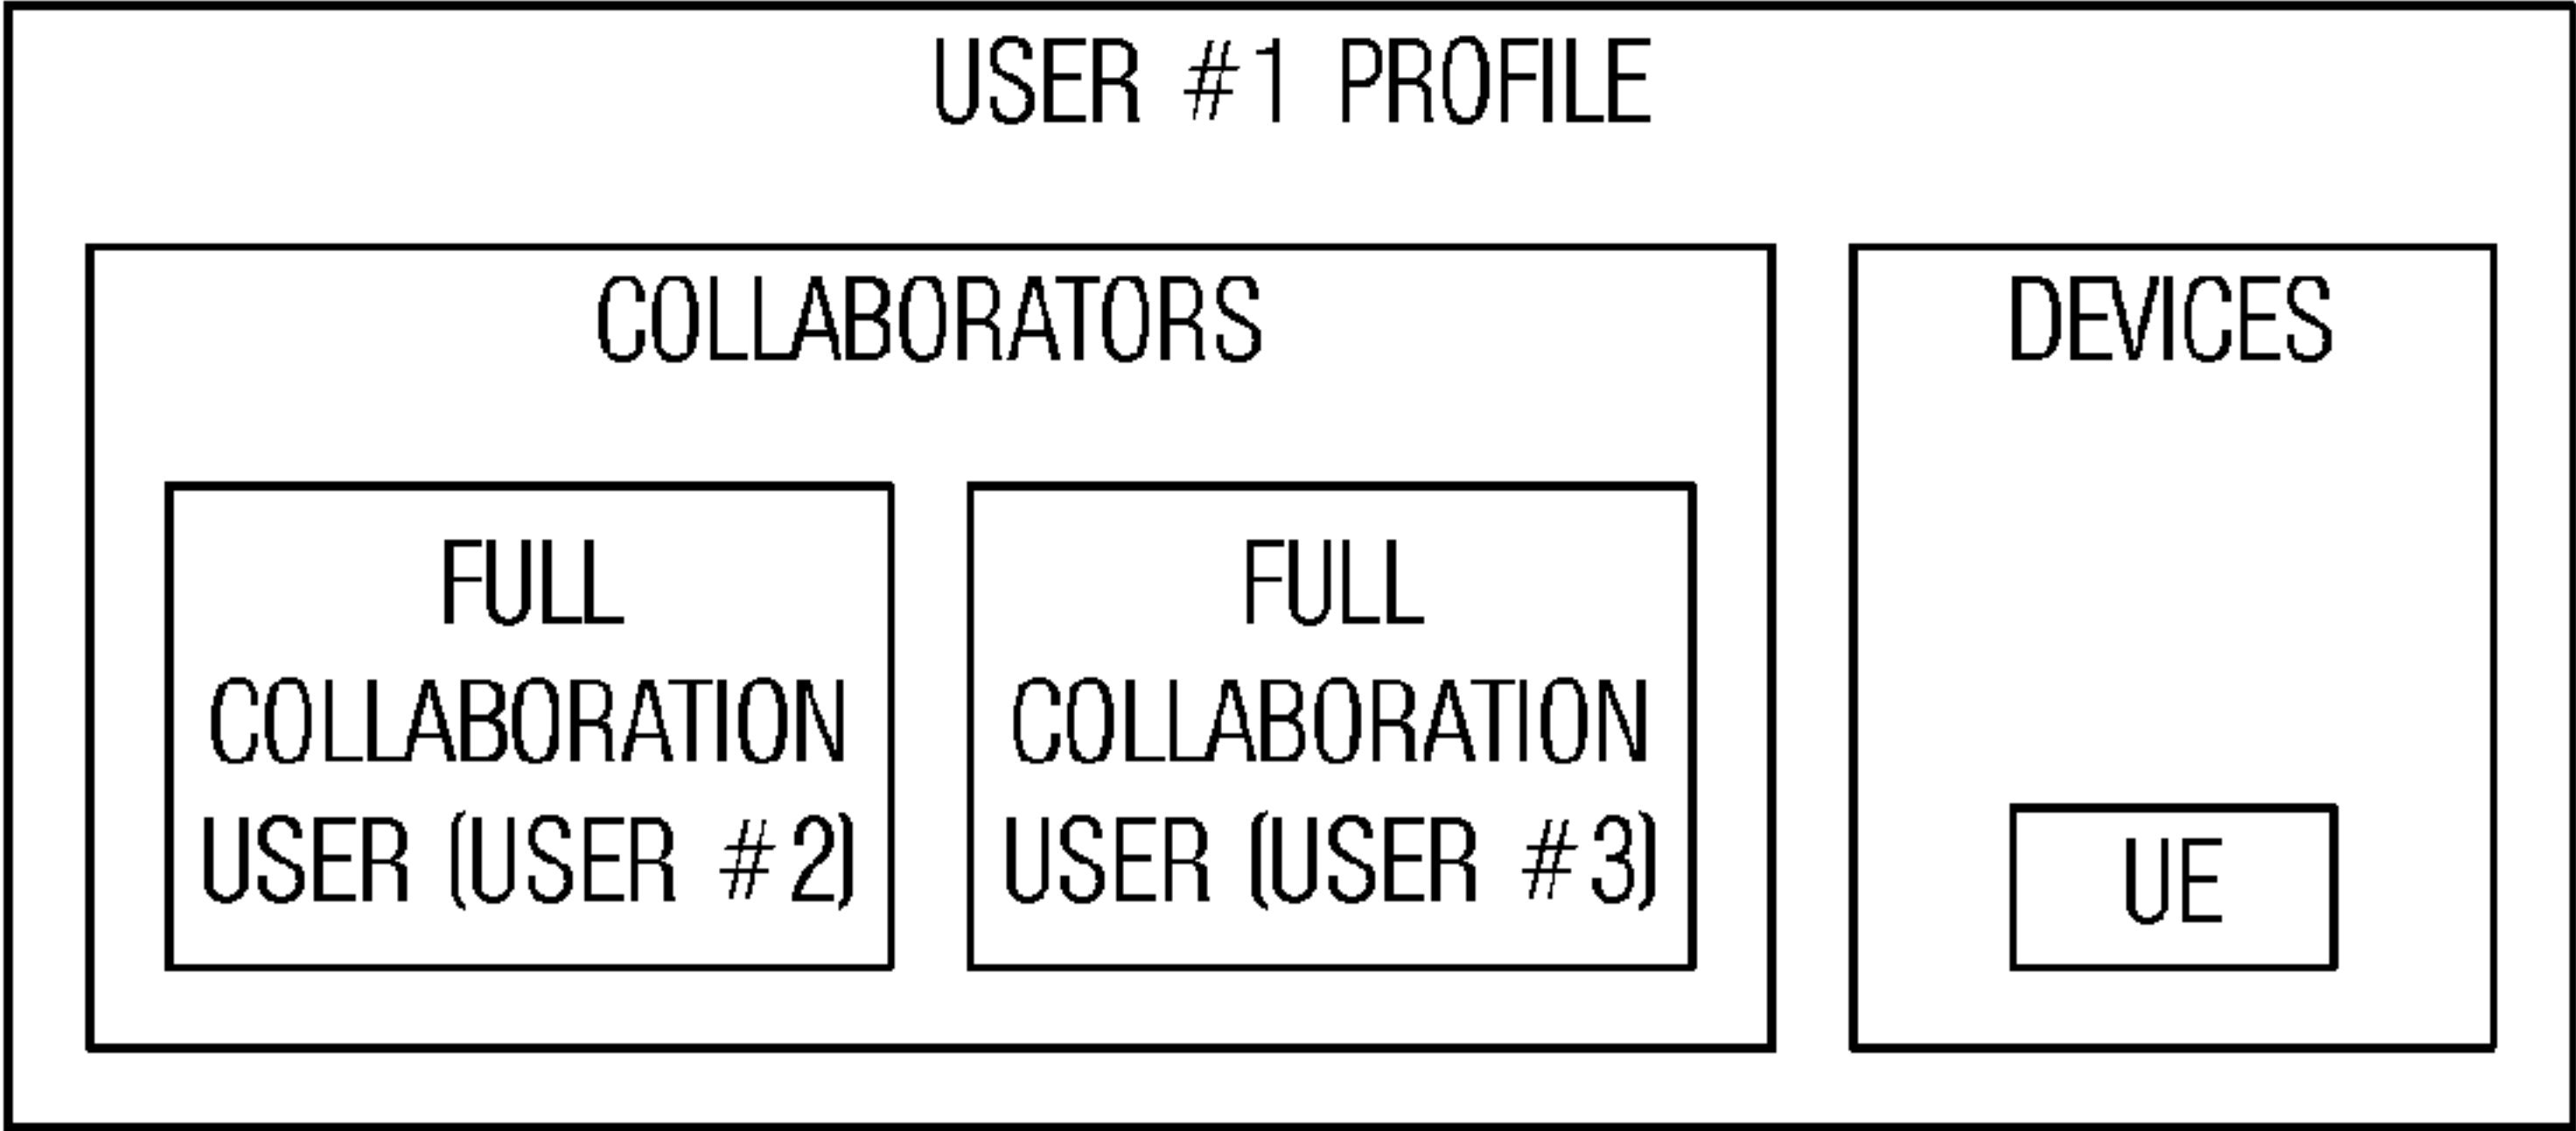 USER #1 PROFILE
COLLABORATORS
FULL
COLLABORATION
USER (USER #2)
FULL
COLLABORATION
USER (USER #3)
DEVICES
UE